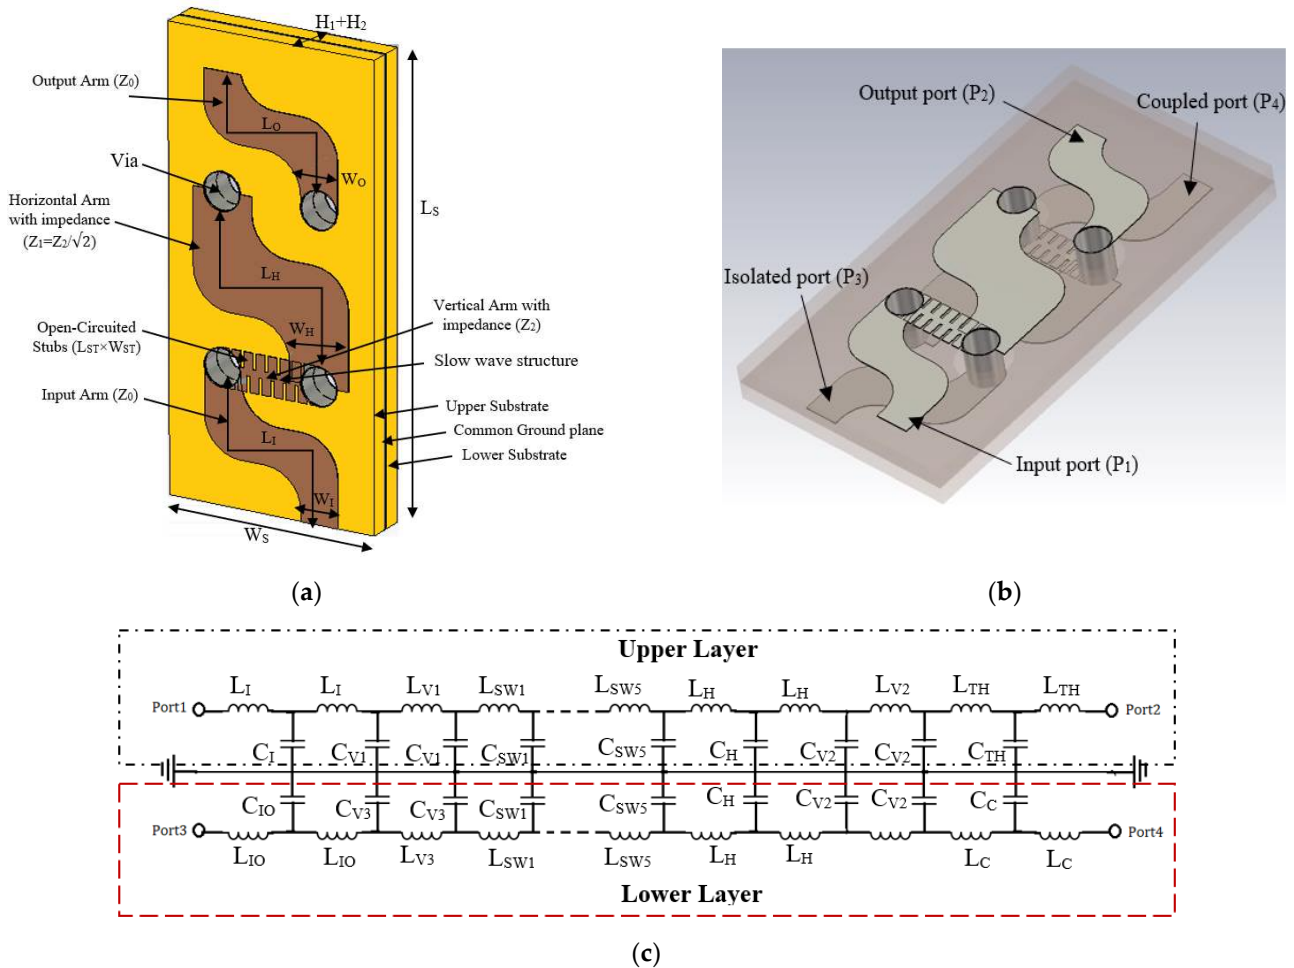 H1+H2
Output Arm (Z0)
LO
WO
Via
LS
Horizontal Arm
with impedance
(Z1=Z2/√2)
LH
Vertical Arm with
impedance (Z2)
WH
Open-Circuited
Stubs (LST×WST)
Slow wave structure
Input Arm (Z0)
Upper Substrate
LI
Common Ground plane
Lower Substrate
WI
WS
(a)
Output port (P2)
Coupled port (P4)
Isolated port (P3)
Input port (P1)
(b)
Upper Layer
LI LI LV1 LSW1 LSW5 LH LH LV2 LTH LTH
Port1 Port2
CI CV1 CV1 CSW1 CSW5 CH CV2 CV2 CTH
CIO CV3 CV3 CSW1 CSW5 CH CV2 CV2 CC
Port3 Port4
LIO LIO LV3 LSW1 LSW5 LH LH LC LC
Lower Layer
(c)